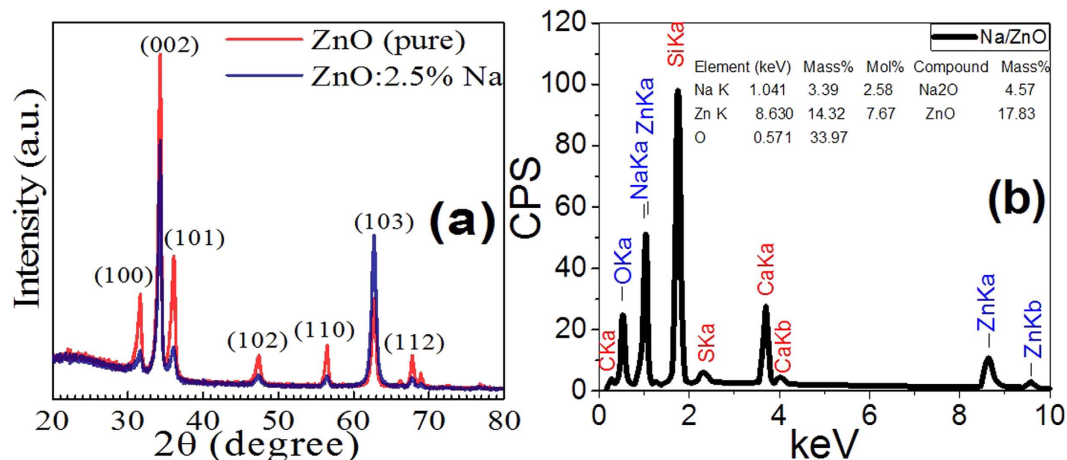 (002)
ZnO (pure)
ZnO:2.5% Na
(101)
(100)
(102)
(110)
(103)
(112)
(a)
Intensity (a.u.)
20 30 40 50 60 70 80
2θ (degree)
Na/ZnO
Element (keV) Mass% Mol% Compound Mass%
Na K 1.041 3.39 2.58 Na2O 4.57
Zn K 8.630 14.32 7.67 ZnO 17.83
O 0.571 33.97
(b)
CPS
120
100
80
60
40
20
0
CKa
OKa
NaKa ZnKa
SiKa
SKa
CaKa
CaKb
ZnKa
ZnKb
0 2 4 6 8 10
keV